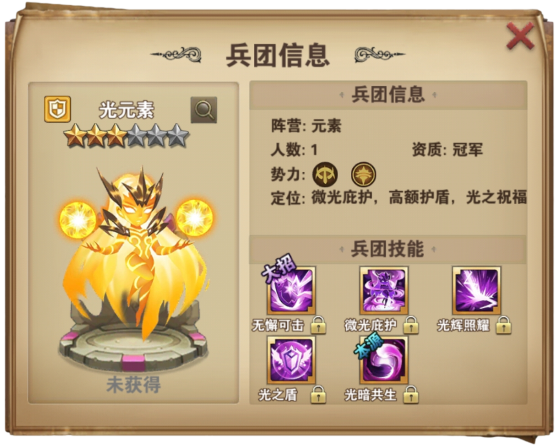 兵团信息
光元素
未获得
兵团信息
阵营: 元素
人数: 1 资质: 冠军
势力:
定位: 微光庇护，高额护盾，光之祝福
兵团技能
大招
无懈可击 微光庇护 光辉照耀
本源
光之盾 光暗共生